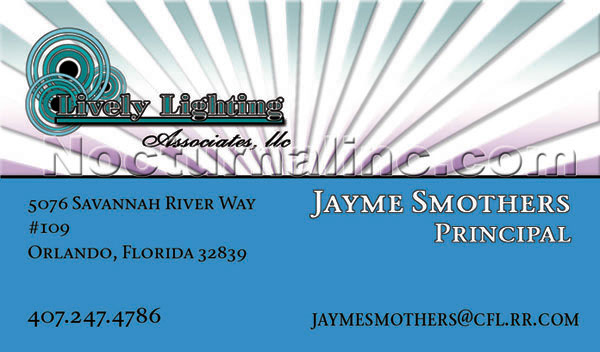 Lively Lighting
Associates, llc
Nocturnalinc.com
5076 Savannah River Way
#109
Orlando, Florida 32839
407.247.4786
Jayme Smothers
Principal
jaymesmothers@cfl.rr.com